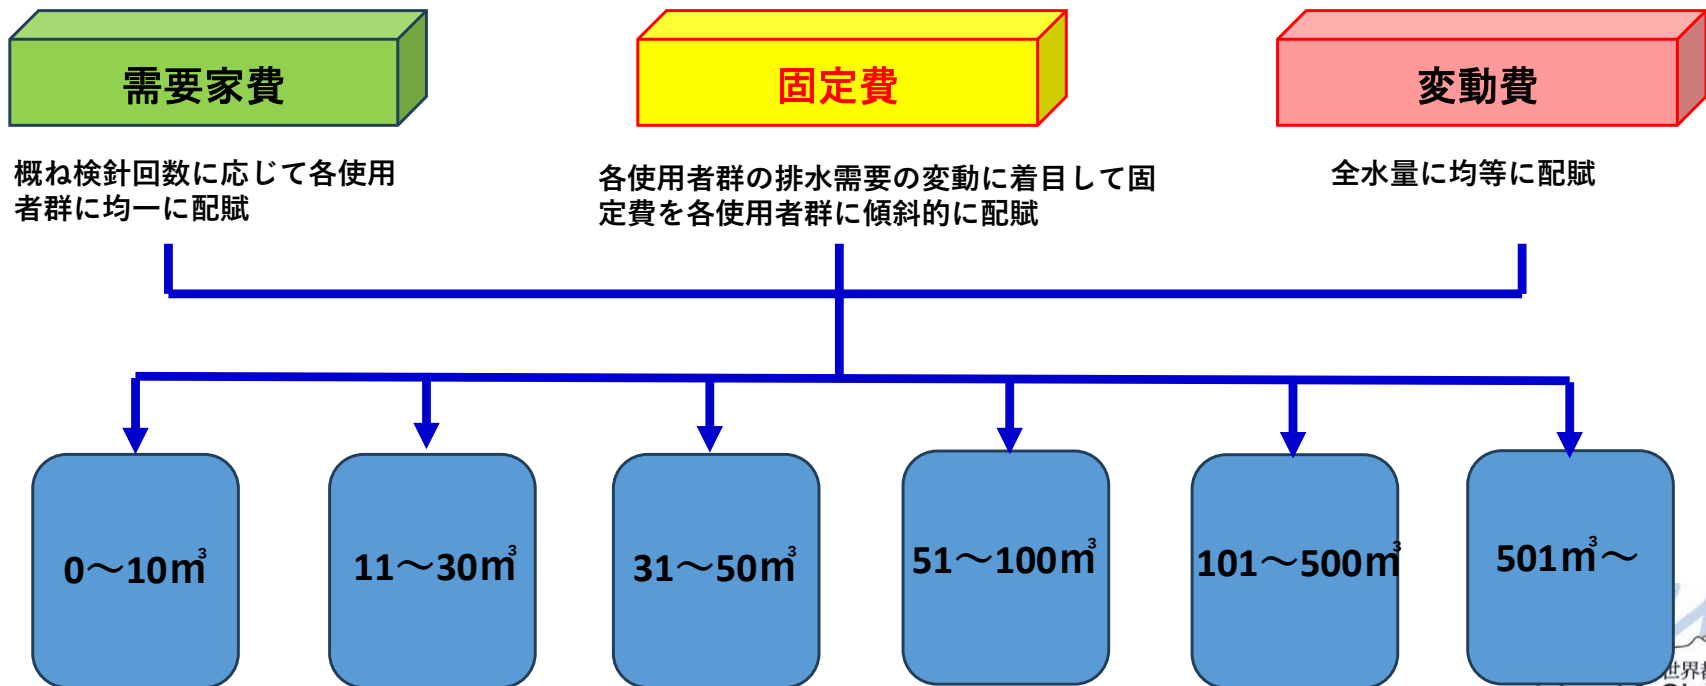 需要家費
固定費
変動費
概ね検針回数に応じて各使用
者群に均一に配賦
各使用者群の排水需要の変動に着目して固
定費を各使用者群に傾斜的に配賦
全水量に均等に配賦
0～10㎥
11～30㎥
31～50㎥
51～100㎥
101～500㎥
501㎥～
世界都